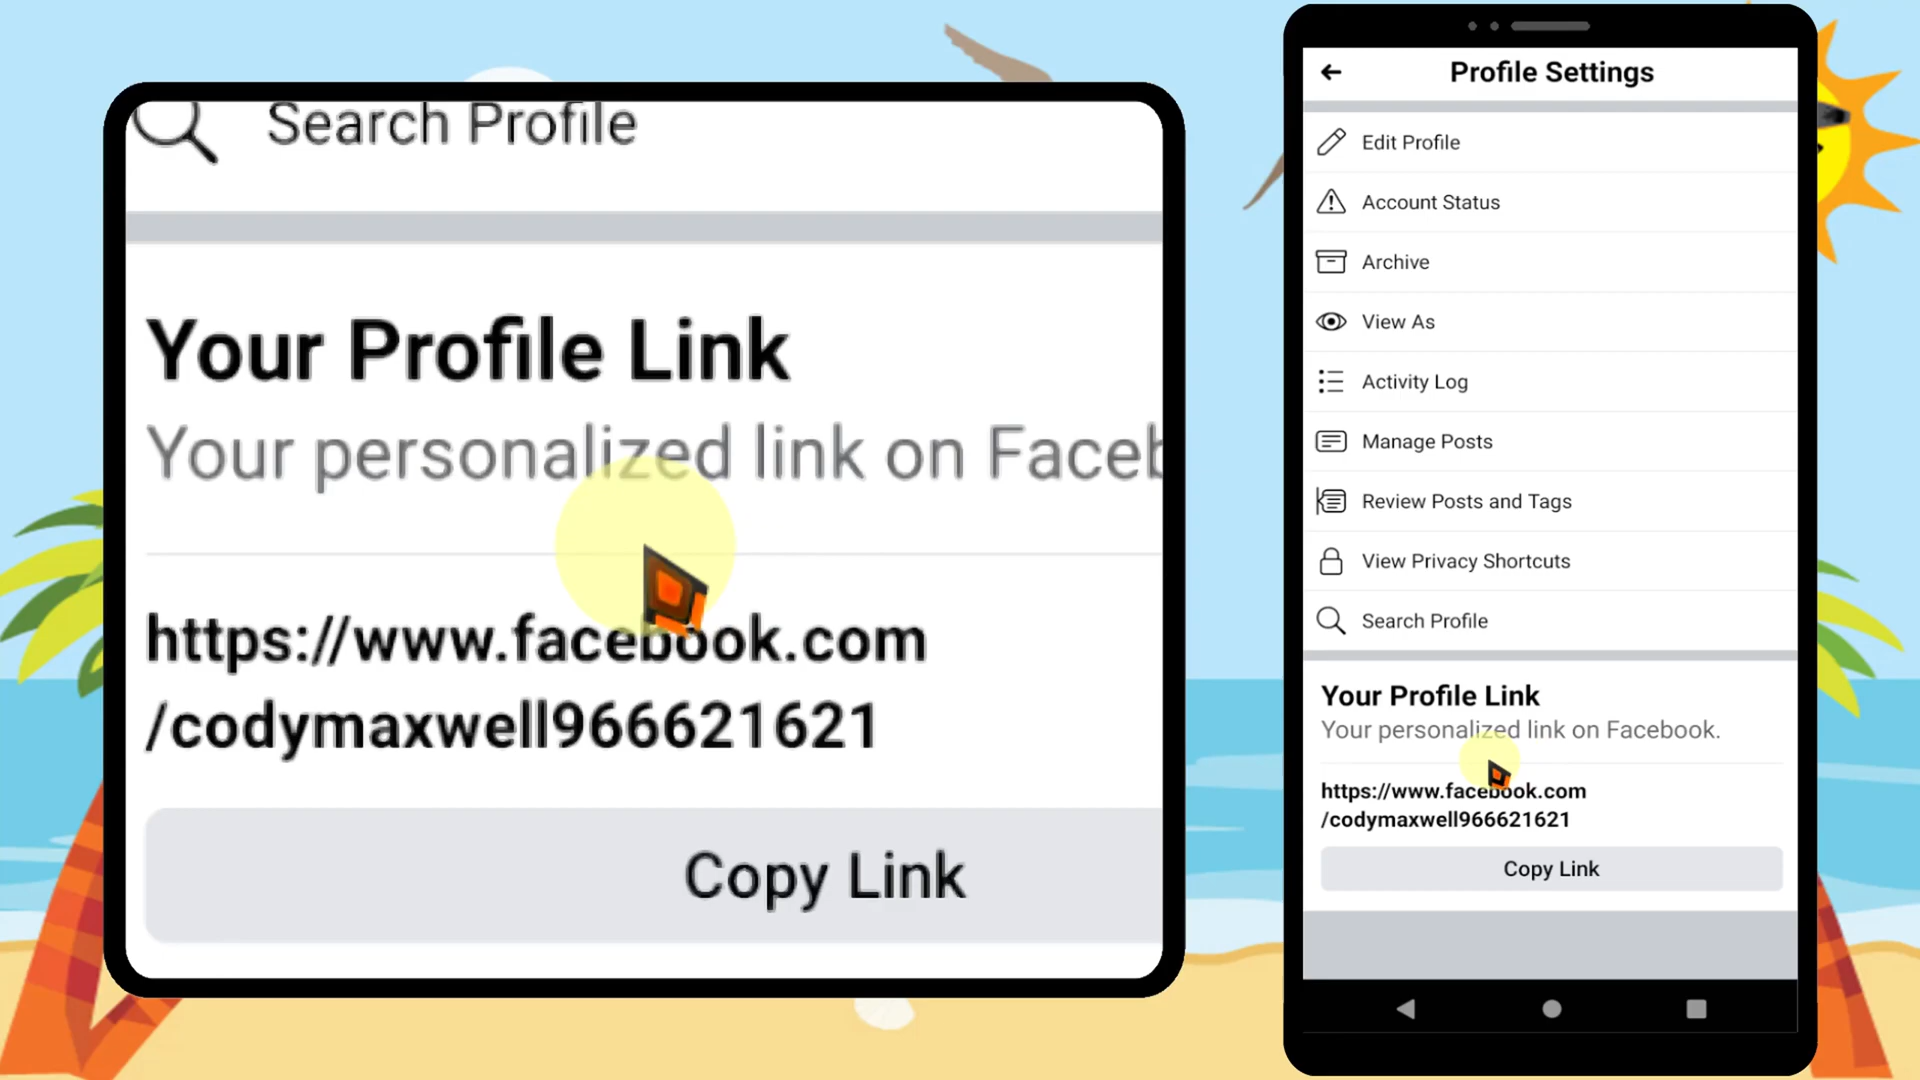 Search Profile
Your Profile Link
Your personalized link on Faceb
https://www.facebook.com
/codymaxwell966621621
Copy Link
Profile Settings
Edit Profile
Account Status
Archive
View As
Activity Log
Manage Posts
Review Posts and Tags
View Privacy Shortcuts
Search Profile
Your Profile Link
Your personalized link on Facebook.
https://www.facebook.com
/codymaxwell966621621
Copy Link